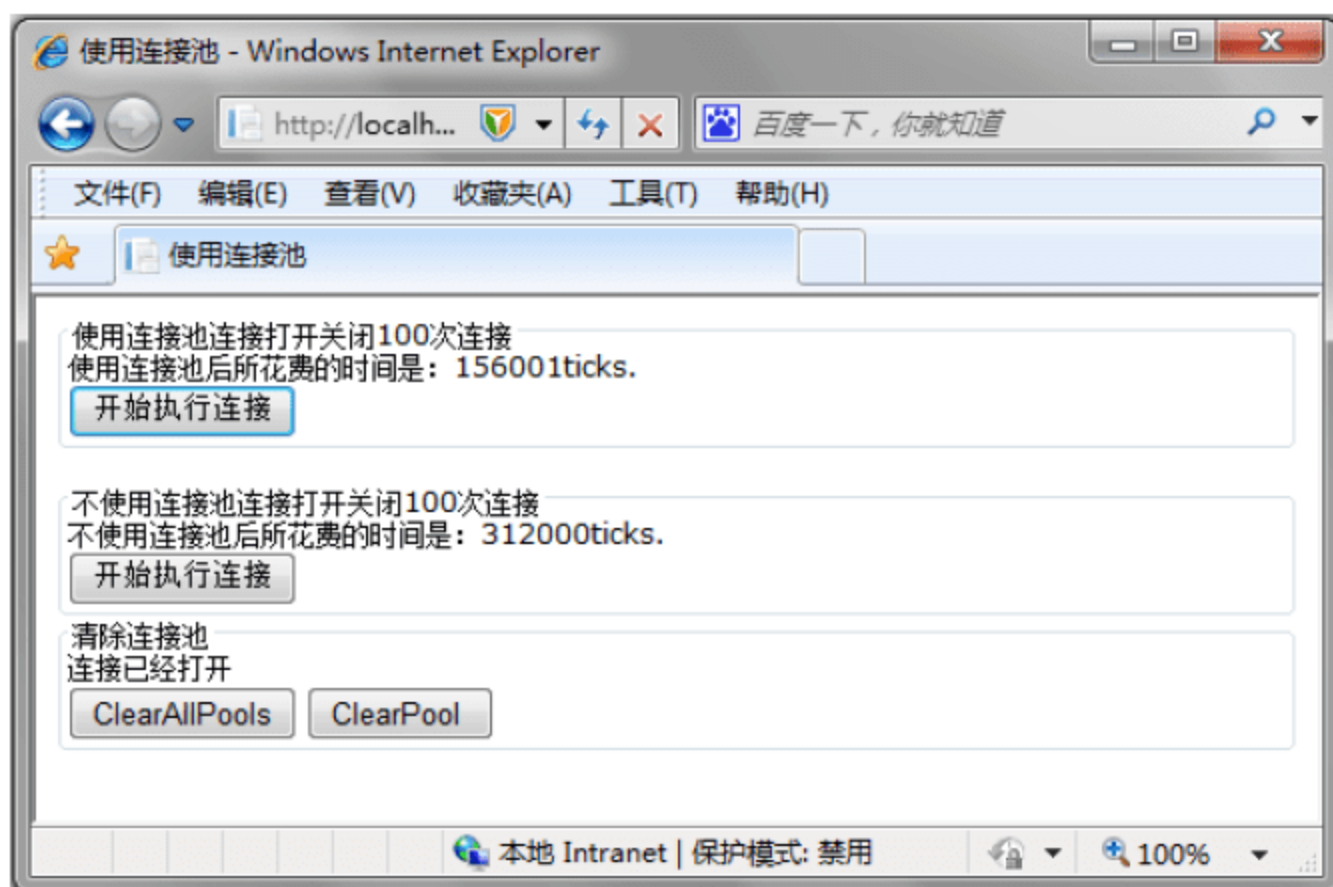 使用连接池 - Windows Internet Explorer
http://localh... 百度一下，你就知道
文件(F) 编辑(E) 查看(V) 收藏夹(A) 工具(T) 帮助(H)
使用连接池
使用连接池连接打开关闭100次连接
使用连接池后所花费的时间是：156001ticks.
开始执行连接
不使用连接池连接打开关闭100次连接
不使用连接池后所花费的时间是：312000ticks.
开始执行连接
清除连接池
连接已经打开
ClearAllPools ClearPool
本地 Intranet | 保护模式: 禁用 100%